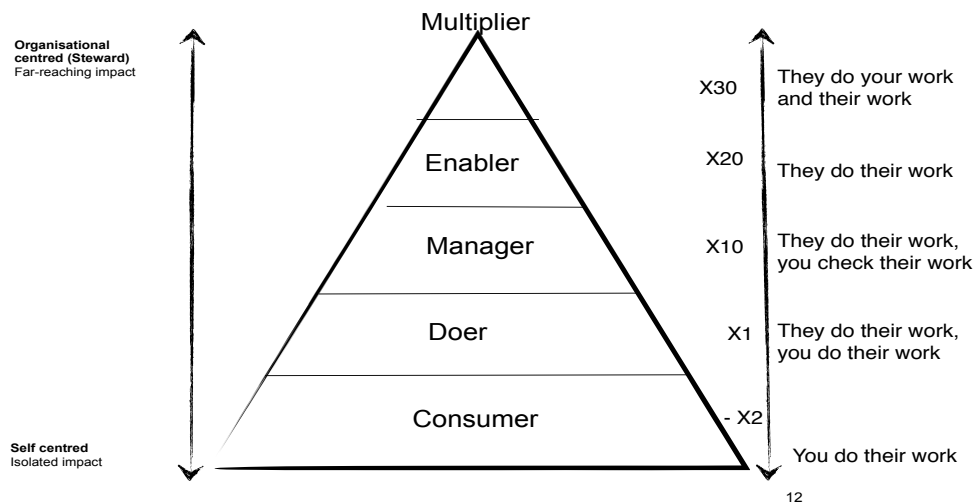 Multiplier
Organisational
centred (Steward)
Far-reaching impact
X30
They do your work
and their work
Enabler
X20
They do their work
Manager
X10
They do their work,
you check their work
Doer
X1
They do their work,
you do their work
Consumer
- X2
Self centred
Isolated impact
You do their work
12